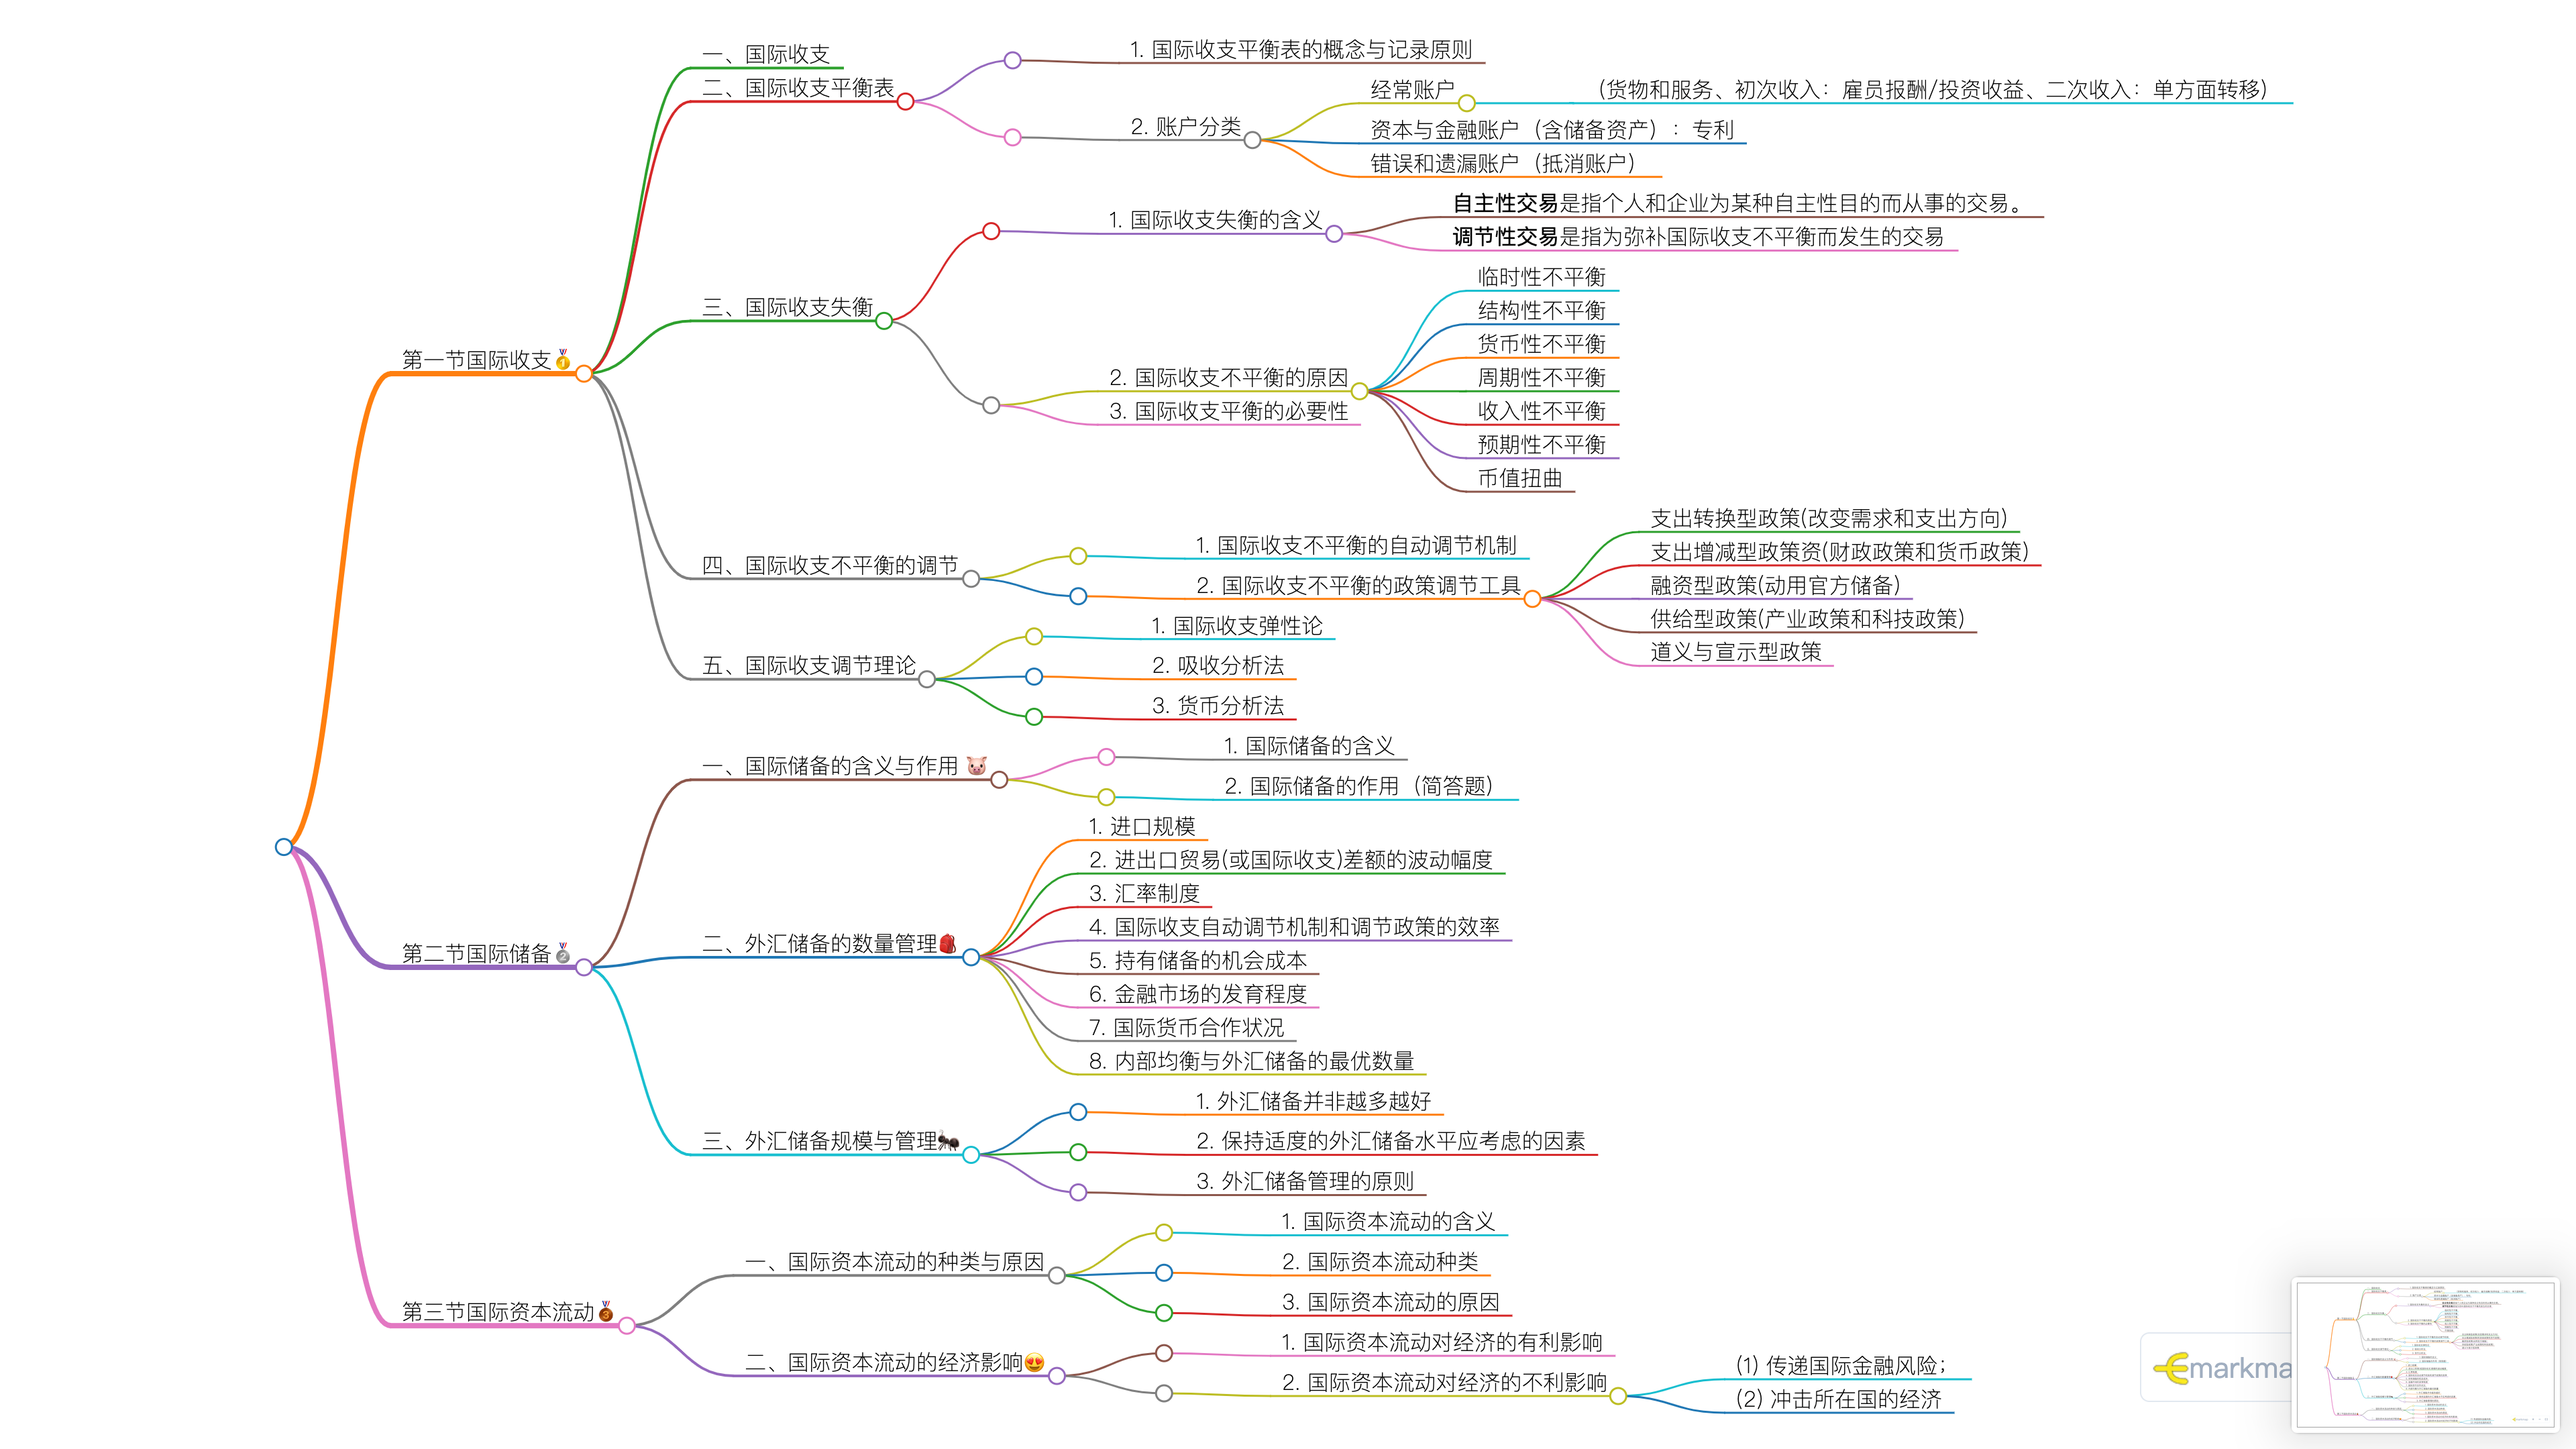 一、国际收支
二、国际收支平衡表
1. 国际收支平衡表的概念与记录原则
2. 账户分类
经常账户
（货物和服务、初次收入：雇员报酬/投资收益、二次收入：单方面转移）
资本与金融账户（含储备资产）：专利
错误和遗漏账户（抵消账户）
第一节国际收支🥇
三、国际收支失衡
1. 国际收支失衡的含义
自主性交易是指个人和企业为某种自主性目的而从事的交易。
调节性交易是指为弥补国际收支不平衡而发生的交易
2. 国际收支不平衡的原因
临时性不平衡
结构性不平衡
货币性不平衡
周期性不平衡
收入性不平衡
预期性不平衡
币值扭曲
3. 国际收支平衡的必要性
四、国际收支不平衡的调节
1. 国际收支不平衡的自动调节机制
2. 国际收支不平衡的政策调节工具
支出转换型政策(改变需求和支出方向)
支出增减型政策资(财政政策和货币政策)
融资型政策(动用官方储备)
供给型政策(产业政策和科技政策)
道义与宣示型政策
五、国际收支调节理论
1. 国际收支弹性论
2. 吸收分析法
3. 货币分析法
第二节国际储备🥈
一、国际储备的含义与作用 🐷
1. 国际储备的含义
2. 国际储备的作用（简答题）
二、外汇储备的数量管理🎒
1. 进口规模
2. 进出口贸易(或国际收支)差额的波动幅度
3. 汇率制度
4. 国际收支自动调节机制和调节政策的效率
5. 持有储备的机会成本
6. 金融市场的发育程度
7. 国际货币合作状况
8. 内部均衡与外汇储备的最优数量
三、外汇储备规模与管理🐜
1. 外汇储备并非越多越好
2. 保持适度的外汇储备水平应考虑的因素
3. 外汇储备管理的原则
第三节国际资本流动🥉
一、国际资本流动的种类与原因
1. 国际资本流动的含义
2. 国际资本流动种类
3. 国际资本流动的原因
二、国际资本流动的经济影响😍
1. 国际资本流动对经济的有利影响
2. 国际资本流动对经济的不利影响
(1) 传递国际金融风险；
(2) 冲击所在国的经济
markma